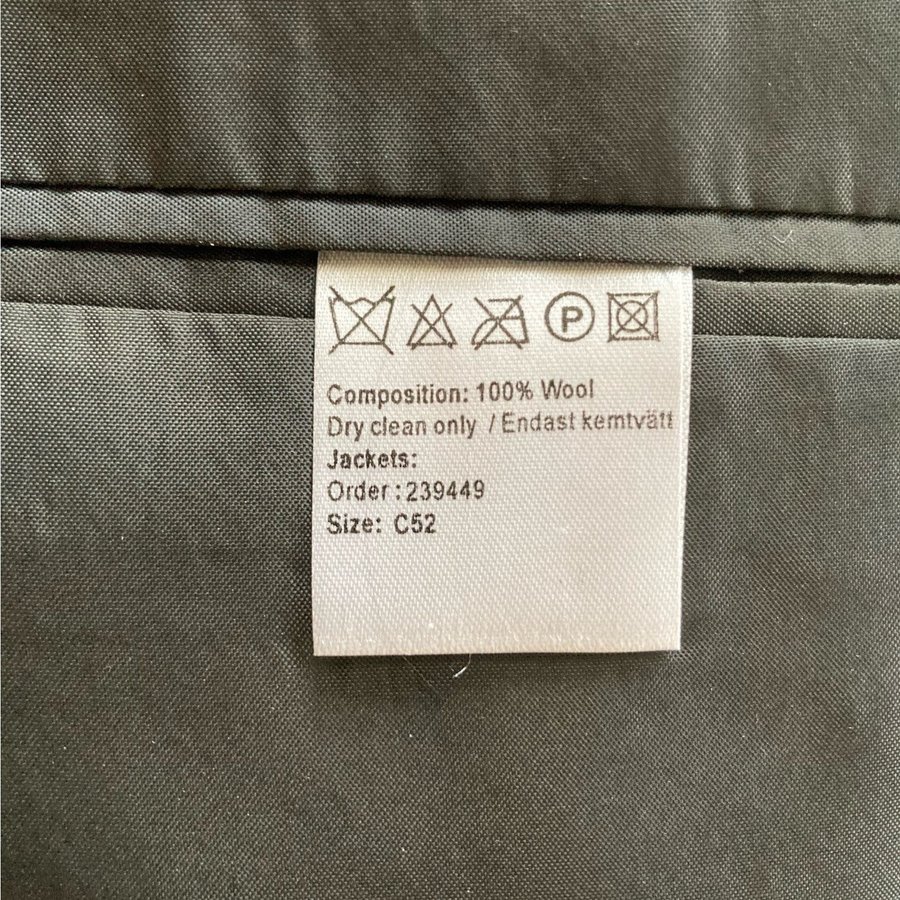 P
Composition: 100% Wool
Dry clean only / Endast kemtvätt
Jackets:
Order : 239449
Size: C52